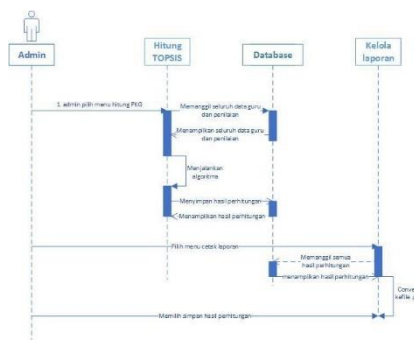 Admin
Hitung
TOPSIS
Database
Kelola
laporan
1. admin pilih menu hitung PKG
Memanggil seluruh data guru
dan penilaian
Menampilkan seluruh data guru
dan penilaian
Menjalankan
algoritma
Menyimpan hasil perhitungan
Menampilkan hasil perhitungan
Pilih menu cetak laporan
Memanggil semua
hasil perhitungan
menampilkan hasil perhitungan
Conve
kefile
Memilih simpan hasil perhitungan